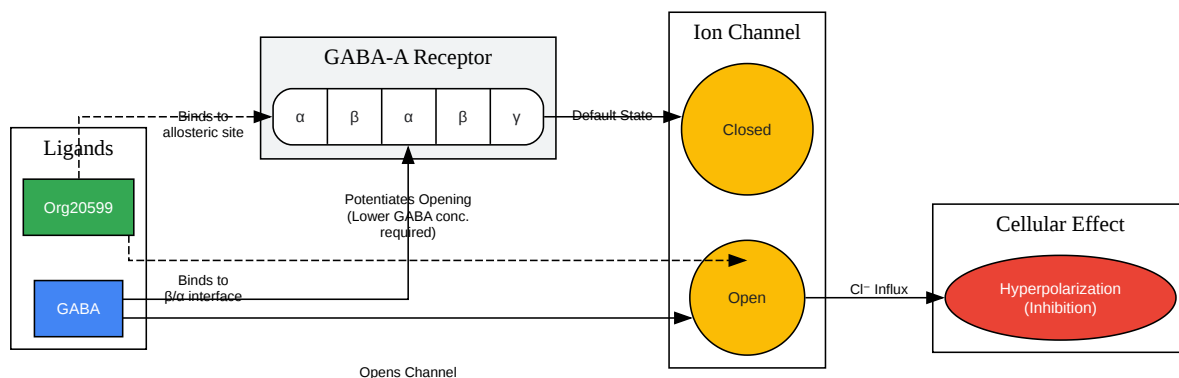 Ion Channel
GABA-A Receptor
α β α β γ
Binds to
allosteric site
Default State
Closed
Ligands
Org20599
Potentiates Opening
(Lower GABA conc.
required)
Cellular Effect
Binds to
β/α interface
GABA
Open
Cl⁻ Influx
Hyperpolarization
(Inhibition)
Opens Channel